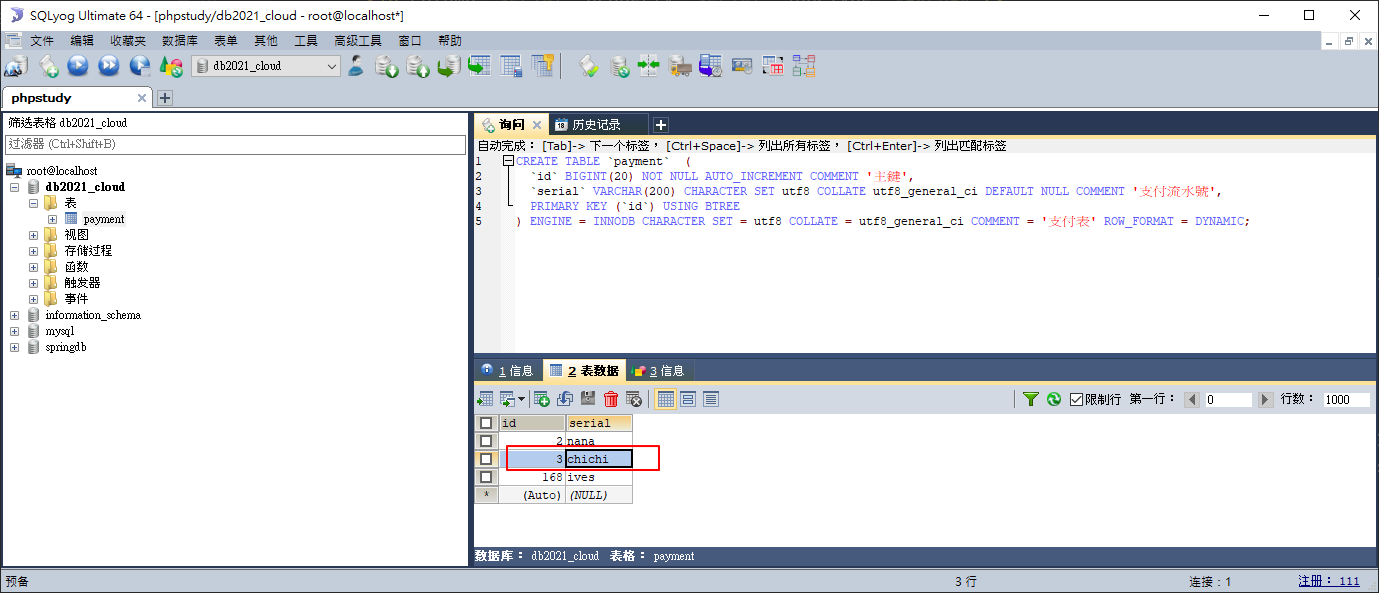 SQLyog Ultimate 64 - [phpstudy/db2021_cloud - root@localhost*]
文件 编辑 收藏夹 数据库 表单 其他 工具 高级工具 窗口 帮助
db2021_cloud
phpstudy
筛选表格 db2021_cloud
过滤器 (Ctrl+Shift+B)
root@localhost
db2021_cloud
表
payment
视图
存储过程
函数
触发器
事件
information_schema
mysql
springdb
询问 历史记录
自动完成： [Tab]-> 下一个标签， [Ctrl+Space]-> 列出所有标签， [Ctrl+Enter]-> 列出匹配标签
1 CREATE TABLE `payment`  (
2 `id` BIGINT(20) NOT NULL AUTO_INCREMENT COMMENT '主鍵',
3 `serial` VARCHAR(200) CHARACTER SET utf8 COLLATE utf8_general_ci DEFAULT NULL COMMENT '支付流水號',
4 PRIMARY KEY (`id`) USING BTREE
5 ) ENGINE = INNODB CHARACTER SET = utf8 COLLATE = utf8_general_ci COMMENT = '支付表' ROW_FORMAT = DYNAMIC;
1 信息 2 表数据 3 信息
限制行 第一行： 0 行数： 1000
id serial
2 nana
3 chichi
168 ives
* (Auto) (NULL)
数据库： db2021_cloud 表格： payment
预备 3 行 连接：1 注册： 111